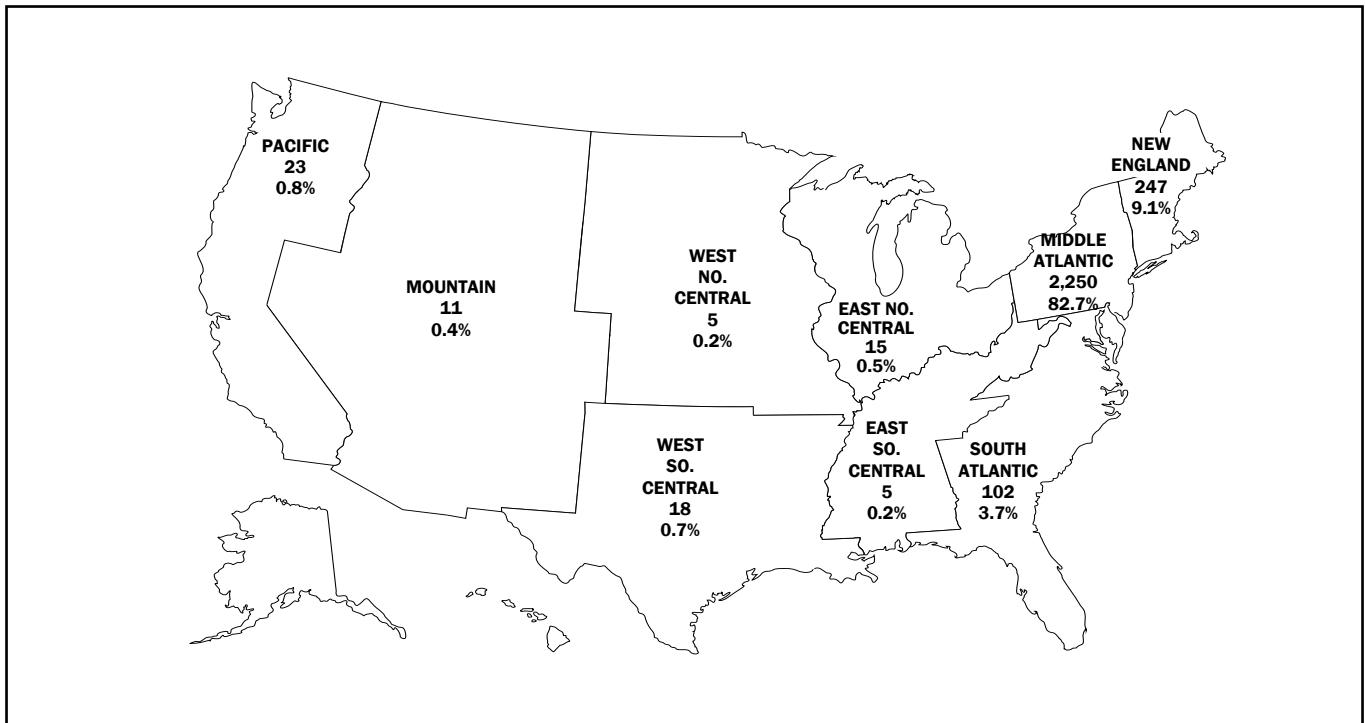 PACIFIC
23
0.8%
MOUNTAIN
11
0.4%
WEST
NO.
CENTRAL
5
0.2%
EAST NO.
CENTRAL
15
0.5%
NEW
ENGLAND
247
9.1%
MIDDLE
ATLANTIC
2,250
82.7%
WEST
SO.
CENTRAL
18
0.7%
EAST
SO.
CENTRAL
5
0.2%
SOUTH
ATLANTIC
102
3.7%